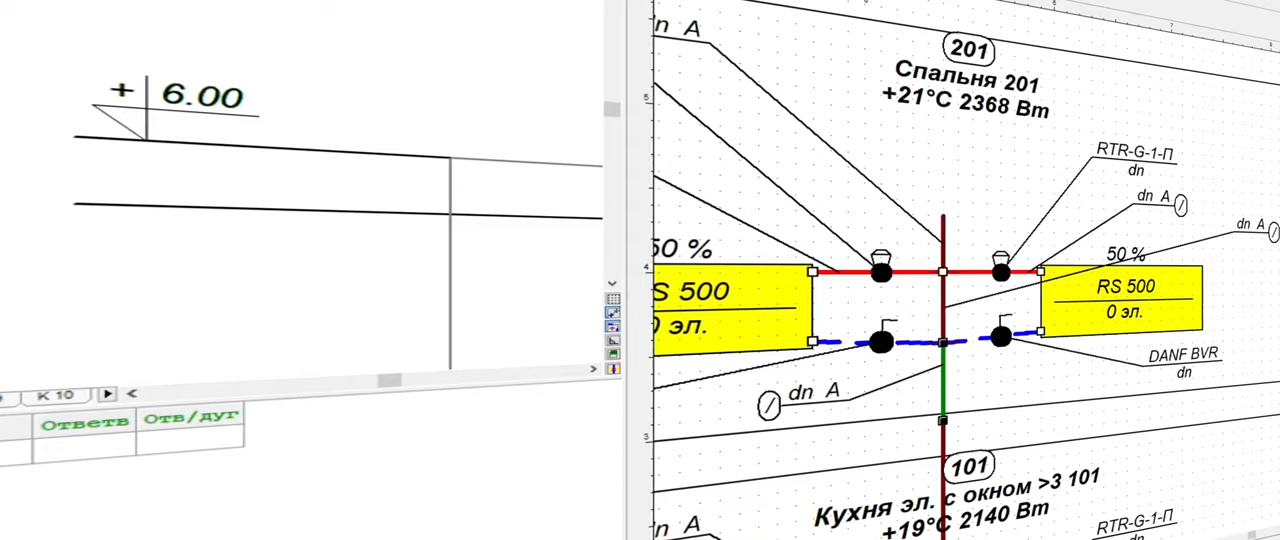 + 6.00
К 10
Ответв
Отв/дуг
A
201
Спальня 201
+21°C 2368 Вт
RTR-G-1-П
dn
dn A
dn A
50 %
50 %
RS 500
0 эл.
RS 500
0 эл.
DANF BVR
dn
dn A
101
Кухня эл. с окном >3 101
+19°C 2140 Вт
A
RTR-G-1-П
dn